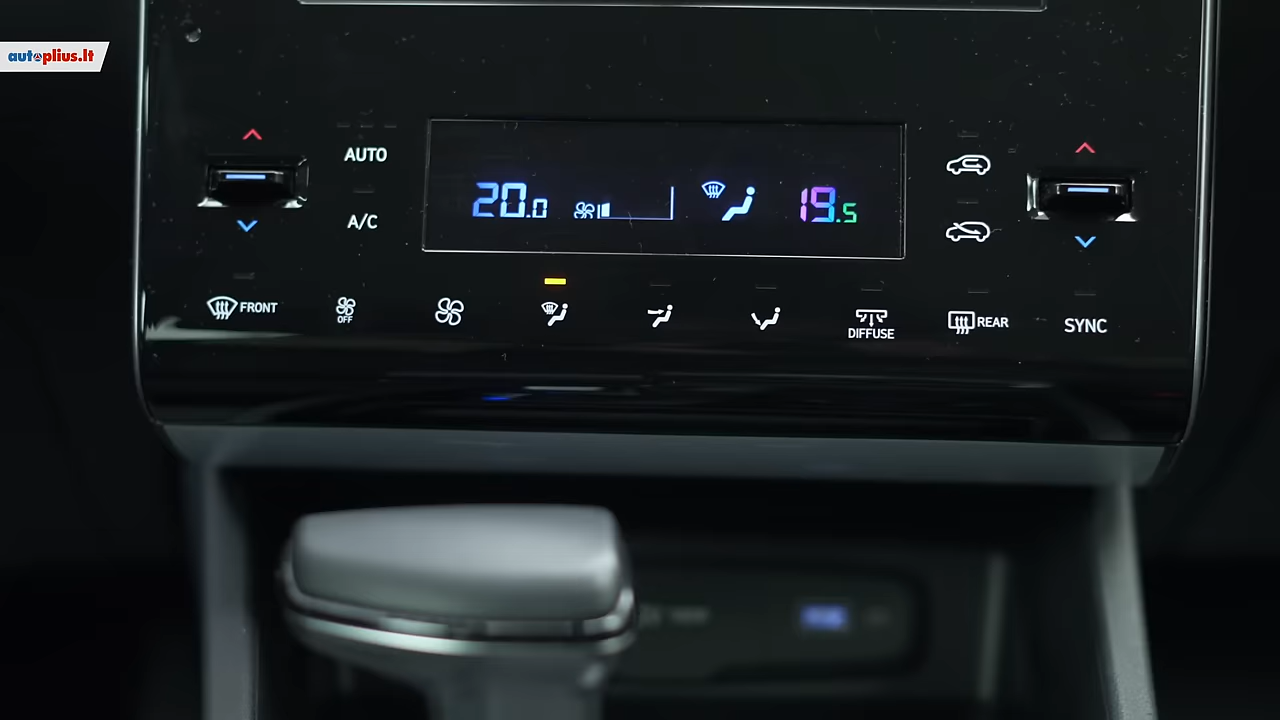 autoplius.lt
AUTO
20.0
19.5
A/C
FRONT
OFF
DIFFUSE
REAR
SYNC